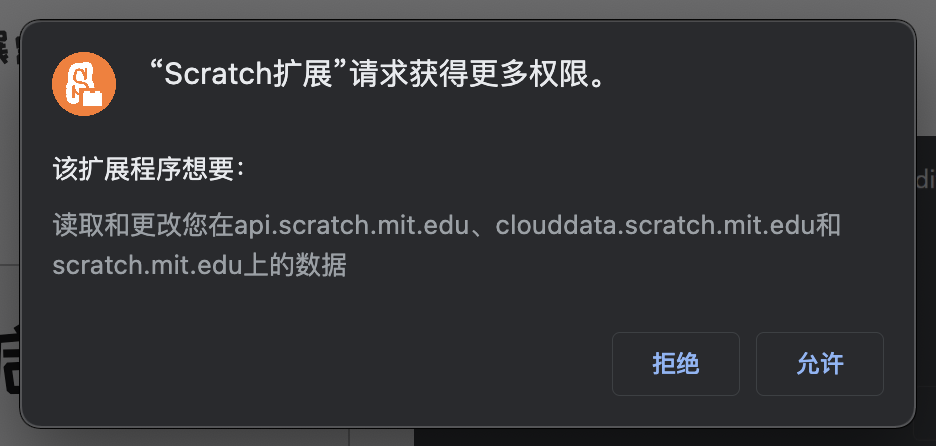 “Scratch扩展”请求获得更多权限。
该扩展程序想要：
读取和更改您在api.scratch.mit.edu、clouddata.scratch.mit.edu和
scratch.mit.edu上的数据
拒绝
允许